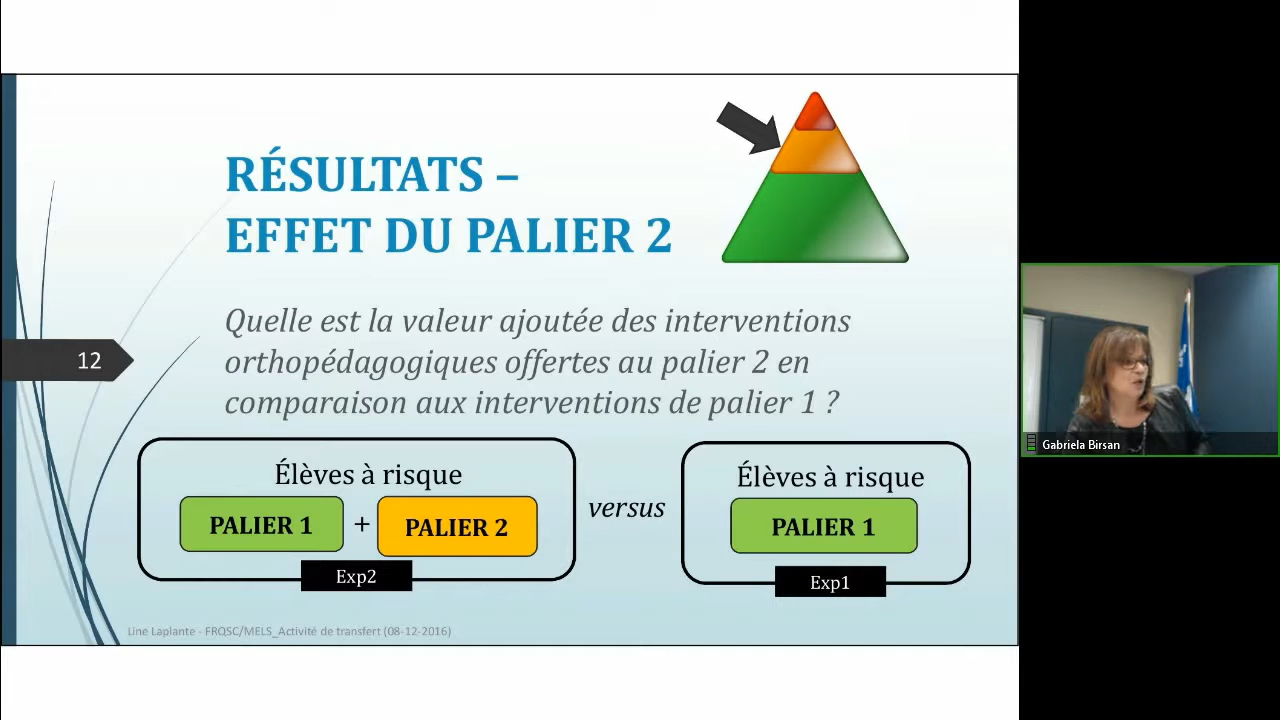 RÉSULTATS –
EFFET DU PALIER 2
Quelle est la valeur ajoutée des interventions
orthopédagogiques offertes au palier 2 en
comparaison aux interventions de palier 1 ?
12
Élèves à risque
PALIER 1 + PALIER 2
Exp2
versus
Élèves à risque
PALIER 1
Exp1
Line Laplante - FRQSC/MELS_Activité de transfert (08-12-2016)
Gabriela Birsan